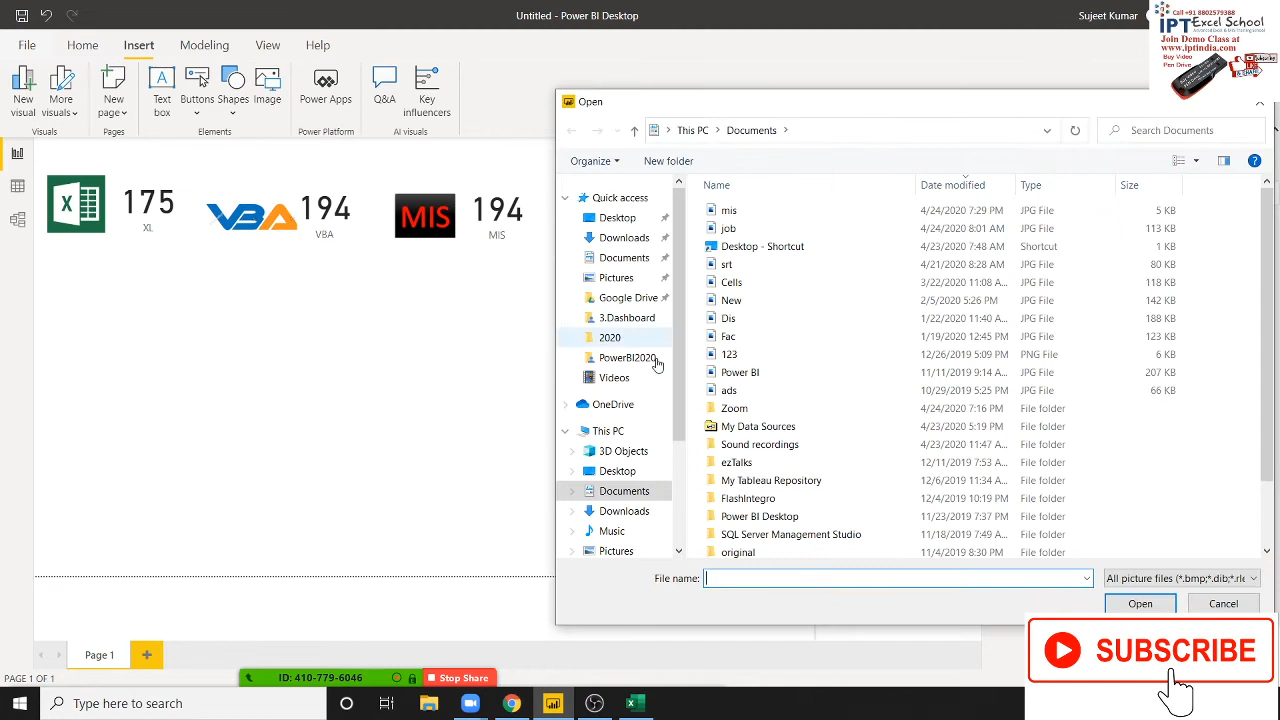 Untitled - Power BI Desktop
Sujeet Kumar
Call +91 8802579388
IPT Excel School
Advanced Excel & MIS Training School
Join Demo Class at
www.iptindia.com
Buy Video
Pen Drive
File Home Insert Modeling View Help
New visual
More visuals
New page
Text box
Buttons
Shapes
Image
Power Apps
Q&A
Key influencers
Visuals
Pages
Elements
Power Platform
AI visuals
175
XL
VBA
194
VBA
MIS
194
MIS
Open
This PC > Documents >
Search Documents
Organize
New folder
Name Date modified Type Size
Quick access
Desktop
Downloads
Documents
Pictures
Google Drive
3.Dashboard
2020
PowerBI2020
Videos
OneDrive
This PC
3D Objects
Desktop
Documents
Downloads
Music
Pictures
mis 4/24/2020 7:29 PM JPG File 5 KB
job 4/24/2020 8:01 AM JPG File 113 KB
Desktop - Shortcut 4/23/2020 7:48 AM Shortcut 1 KB
srt 4/21/2020 8:28 AM JPG File 80 KB
Cells 3/22/2020 11:08 A... JPG File 118 KB
New 2/5/2020 5:26 PM JPG File 142 KB
Dis 1/22/2020 11:40 A... JPG File 188 KB
Fac 1/19/2020 12:45 PM JPG File 123 KB
123 12/26/2019 5:09 PM PNG File 6 KB
Power BI 11/11/2019 9:14 A... JPG File 207 KB
ads 10/29/2019 5:25 PM JPG File 66 KB
Zoom 4/24/2020 7:16 PM File folder
My Data Sources 4/23/2020 5:19 PM File folder
Sound recordings 4/23/2020 11:47 A... File folder
ezTalks 12/11/2019 7:53 A... File folder
My Tableau Repository 12/6/2019 11:34 A... File folder
FlashIntegro 12/4/2019 10:19 PM File folder
Power BI Desktop 11/23/2019 7:37 PM File folder
SQL Server Management Studio 11/18/2019 7:49 A... File folder
original 11/4/2019 8:30 PM File folder
File name:
All picture files (*.bmp;*.dib;*.rle
Open
Cancel
SUBSCRIBE
Page 1
PAGE 1 OF 1
ID: 410-779-6046
Stop Share
Type here to search